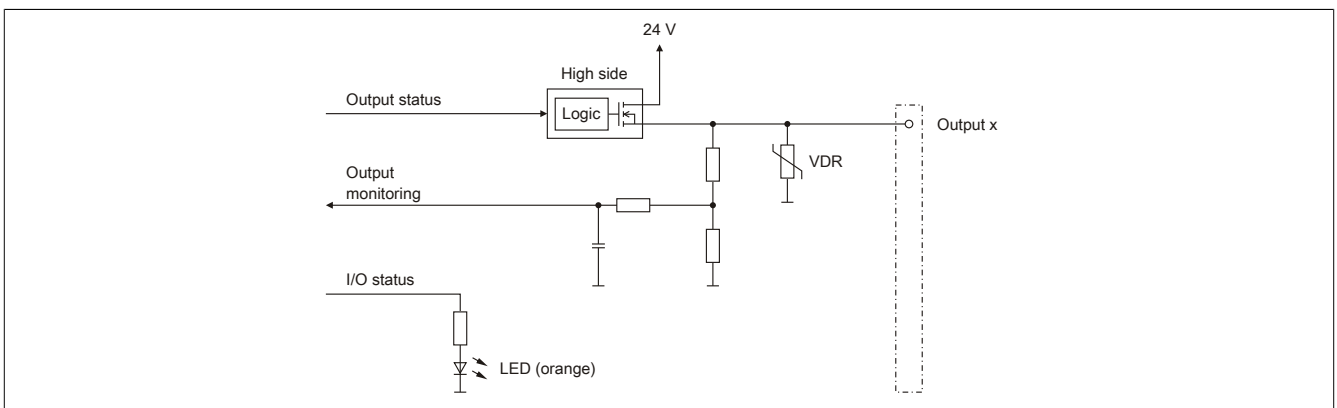 24 V
High side
Output status
Logic
Output x
VDR
Output
monitoring
I/O status
LED (orange)